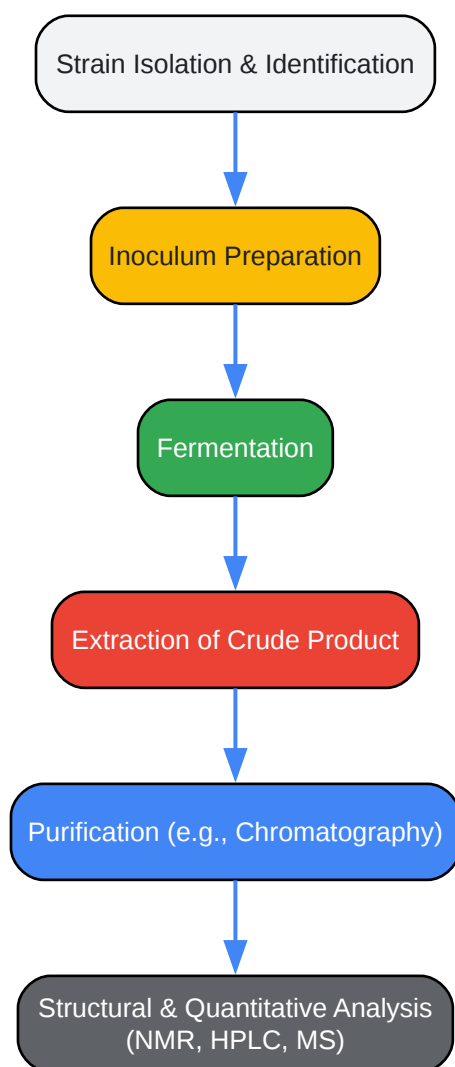 Strain Isolation & Identification
Inoculum Preparation
Fermentation
Extraction of Crude Product
Purification (e.g., Chromatography)
Structural & Quantitative Analysis
(NMR, HPLC, MS)